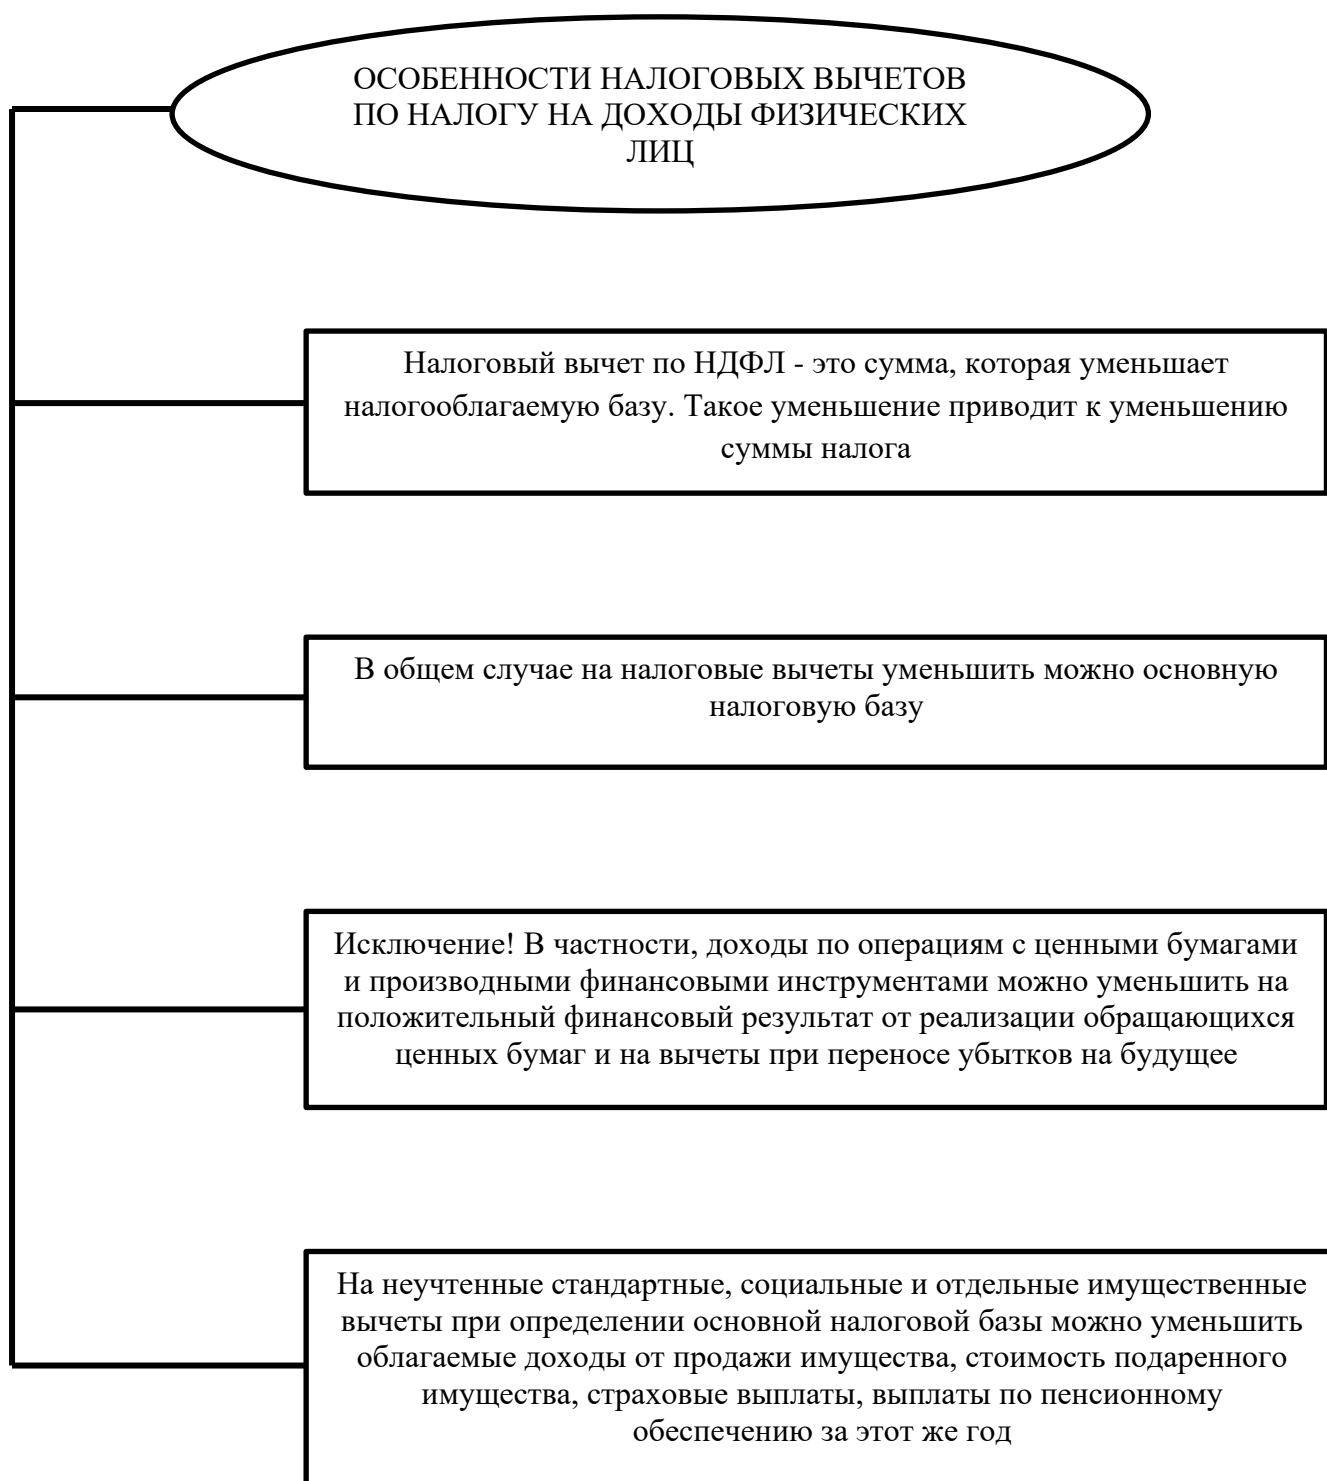 ОСОБЕННОСТИ НАЛОГОВЫХ ВЫЧЕТОВ
ПО НАЛОГУ НА ДОХОДЫ ФИЗИЧЕСКИХ
ЛИЦ
Налоговый вычет по НДФЛ - это сумма, которая уменьшает
налогооблагаемую базу. Такое уменьшение приводит к уменьшению
суммы налога
В общем случае на налоговые вычеты уменьшить можно основную
налоговую базу
Исключение! В частности, доходы по операциям с ценными бумагами
и производными финансовыми инструментами можно уменьшить на
положительный финансовый результат от реализации обращающихся
ценных бумаг и на вычеты при переносе убытков на будущее
На неучтенные стандартные, социальные и отдельные имущественные
вычеты при определении основной налоговой базы можно уменьшить
облагаемые доходы от продажи имущества, стоимость подаренного
имущества, страховые выплаты, выплаты по пенсионному
обеспечению за этот же год